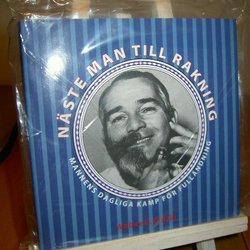 NÄSTE MAN TILL RAKNING
MANNENS DAGLIGA KAMP FÖR FULLÄNDNING